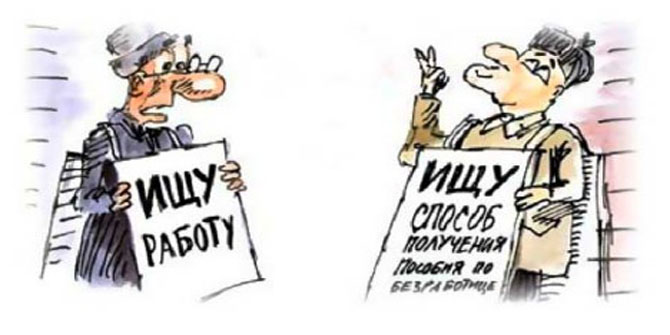 ИЩУ
РАБОТУ
ИЩУ
СПОСОБ
ПОЛУЧЕНИЯ
Пособия по
БЕЗРАБОТИЦЕ